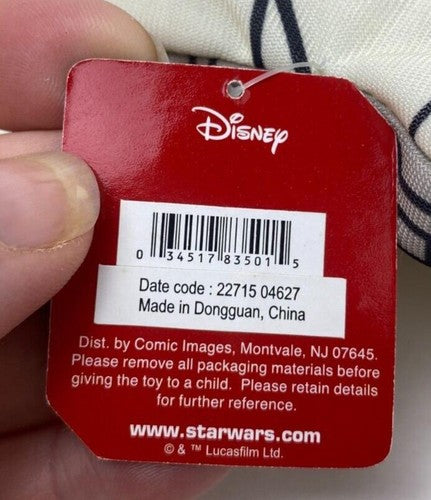 Disney
0 34517 83501 5
Date code : 22715 04627
Made in Dongguan, China
Dist. by Comic Images, Montvale, NJ 07645.
Please remove all packaging materials before
giving the toy to a child. Please retain details
for further reference.
www.starwars.com
© & ™ Lucasfilm Ltd.